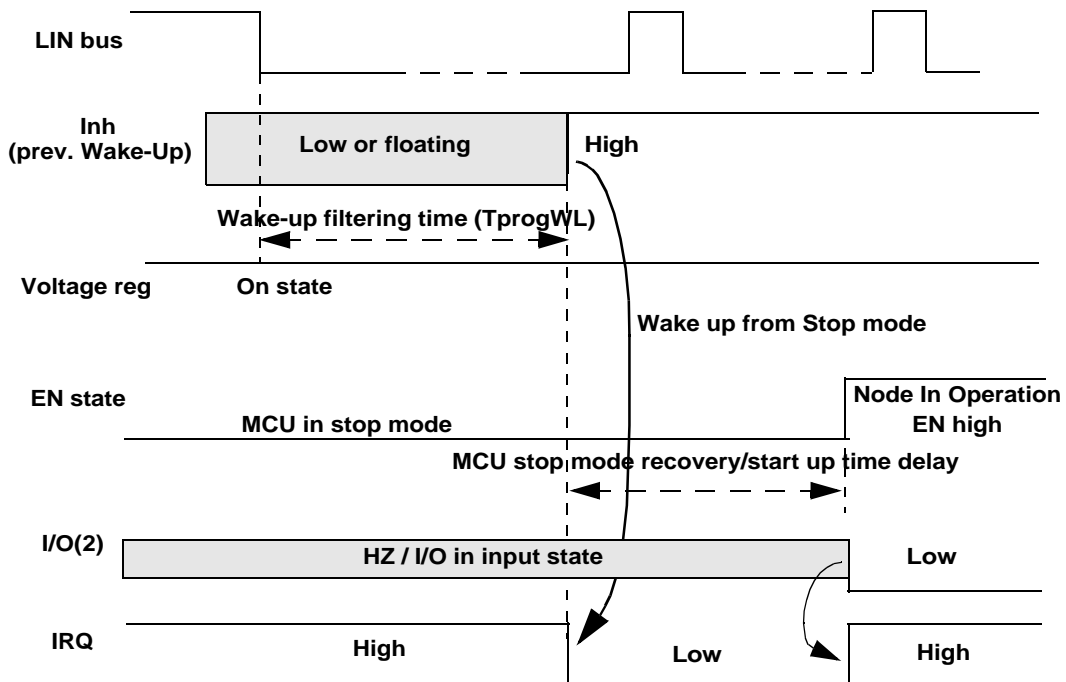 LIN bus
Inh
(prev. Wake-Up)
Low or floating
High
Wake-up filtering time (TprogWL)
Voltage reg
On state
Wake up from Stop mode
EN state
MCU in stop mode
Node In Operation
EN high
MCU stop mode recovery/start up time delay
I/O(2)
HZ / I/O in input state
Low
IRQ
High
Low
High